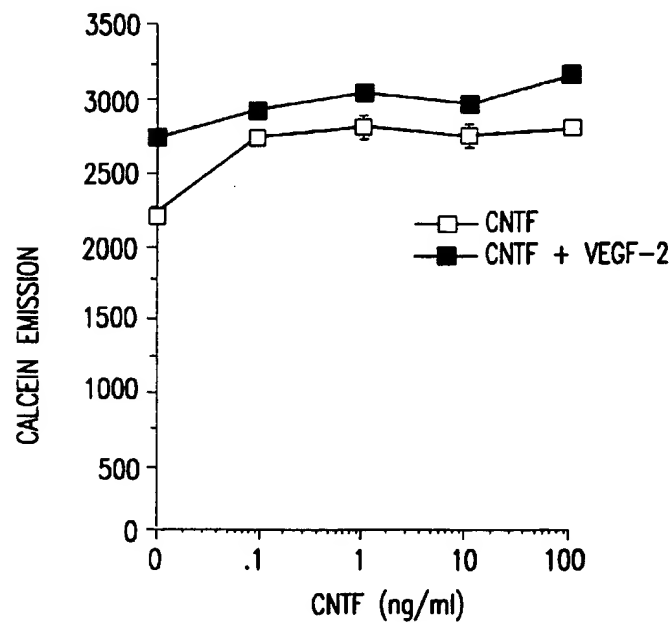 3500
3000
2500
2000
1500
1000
500
0
CALCEIN EMISSION
CNTF
CNTF + VEGF-2
0 .1 1 10 100
CNTF (ng/ml)